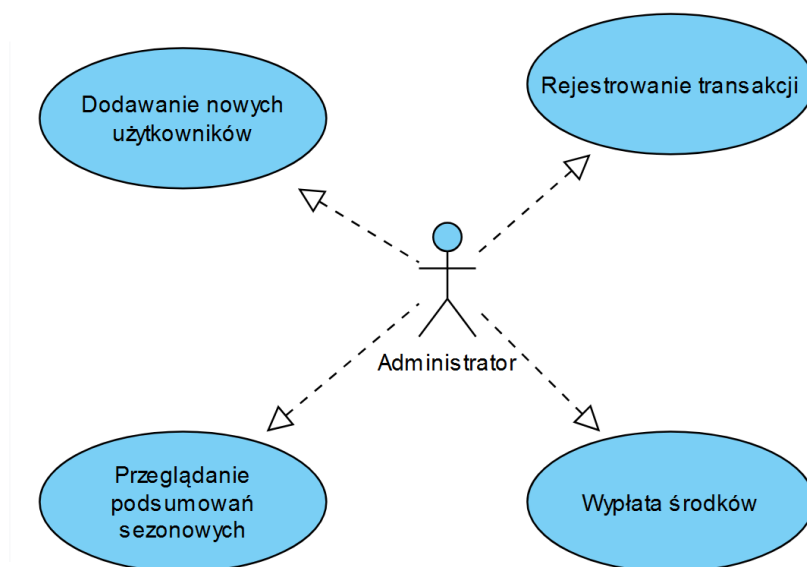 Dodawanie nowych
użytkowników
Rejestrowanie transakcji
Administrator
Przeglądanie
podsumowań
sezonowych
Wypłata środków